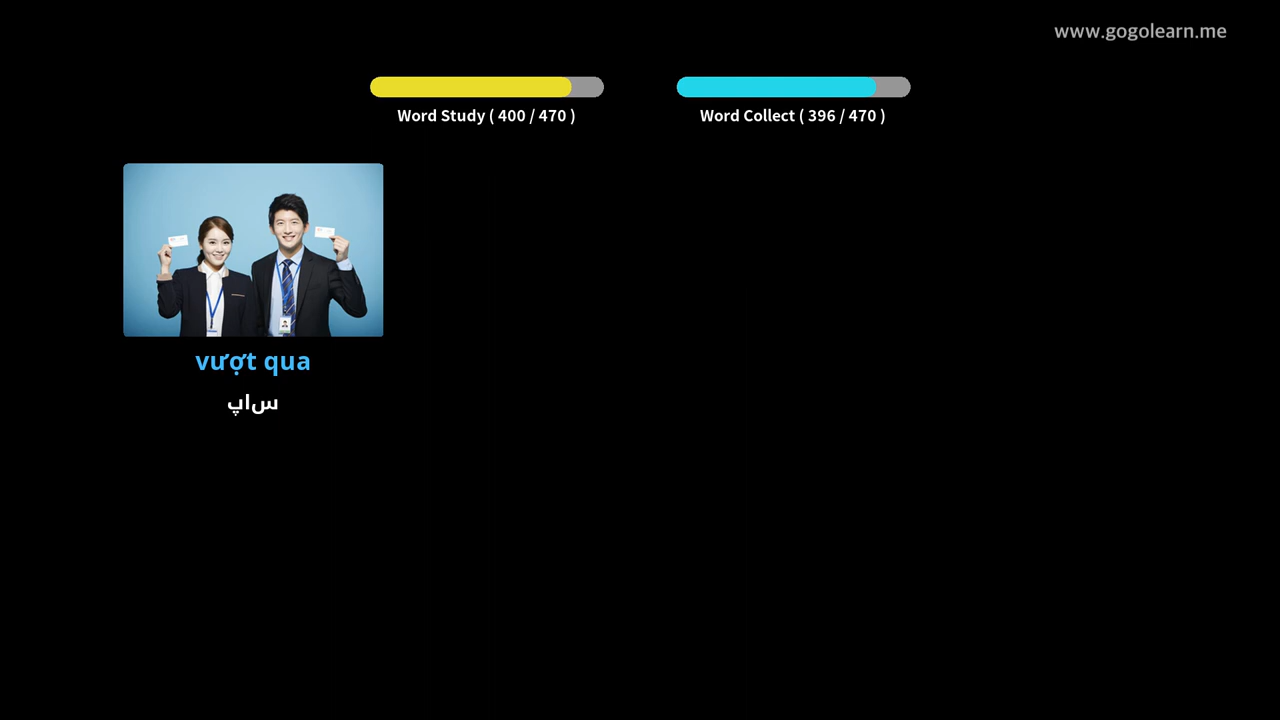 www.gogolearn.me
Word Study ( 400 / 470 )
Word Collect ( 396 / 470 )
vượt qua
ساپ